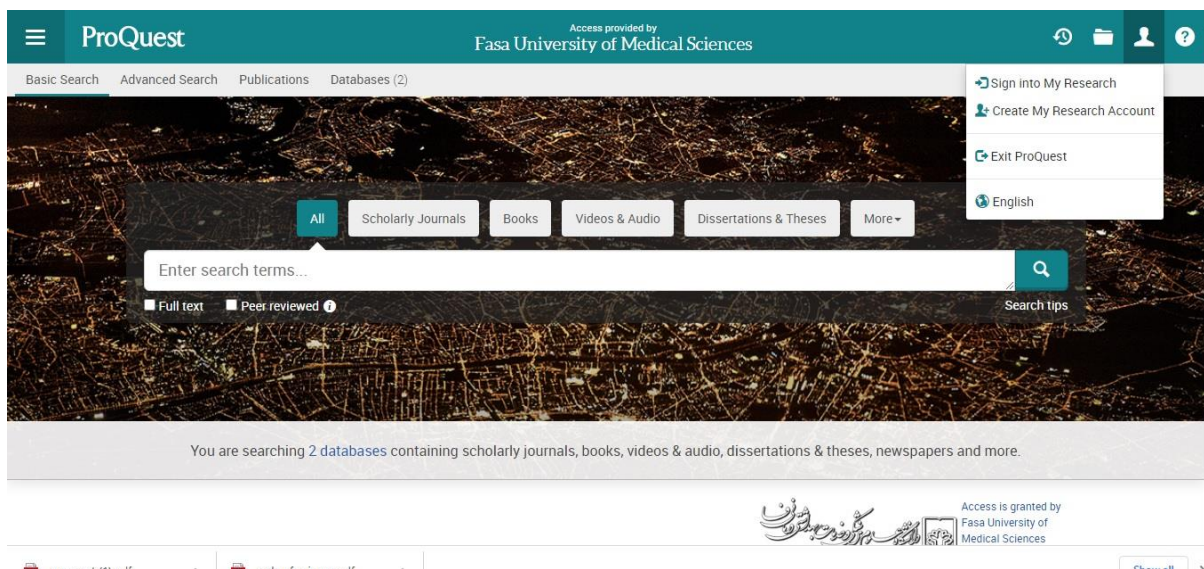 ProQuest
Access provided by
Fasa University of Medical Sciences
Basic Search Advanced Search Publications Databases (2)
Sign into My Research
Create My Research Account
Exit ProQuest
English
All Scholarly Journals Books Videos & Audio Dissertations & Theses More
Enter search terms...
Full text Peer reviewed
Search tips
You are searching 2 databases containing scholarly journals, books, videos & audio, dissertations & theses, newspapers and more.
Access is granted by
Fasa University of
Medical Sciences